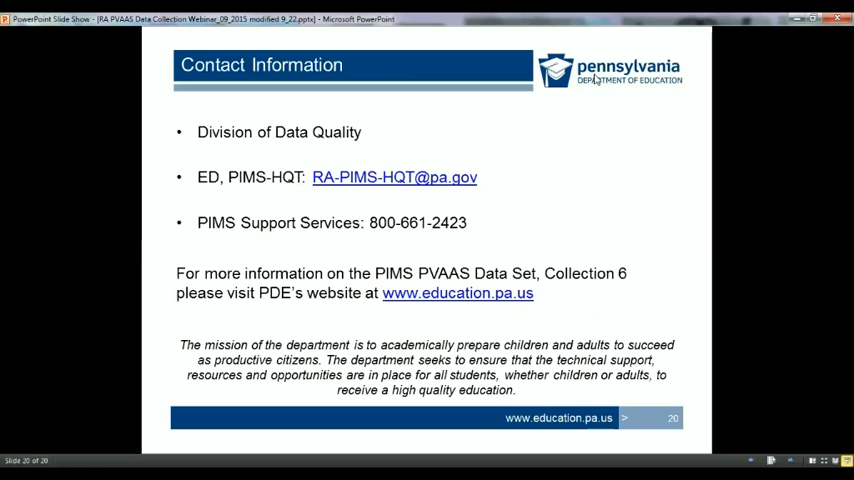 PowerPoint Slide Show - [RA PVAAS Data Collection Webinar_09_2015 modified 9_22.pptx] - Microsoft PowerPoint
Contact Information
pennsylvania
DEPARTMENT OF EDUCATION
• Division of Data Quality
• ED, PIMS-HQT: RA-PIMS-HQT@pa.gov
• PIMS Support Services: 800-661-2423
For more information on the PIMS PVAAS Data Set, Collection 6
please visit PDE's website at www.education.pa.us
The mission of the department is to academically prepare children and adults to succeed
as productive citizens. The department seeks to ensure that the technical support,
resources and opportunities are in place for all students, whether children or adults, to
receive a high quality education.
www.education.pa.us > 20
Slide 20 of 20